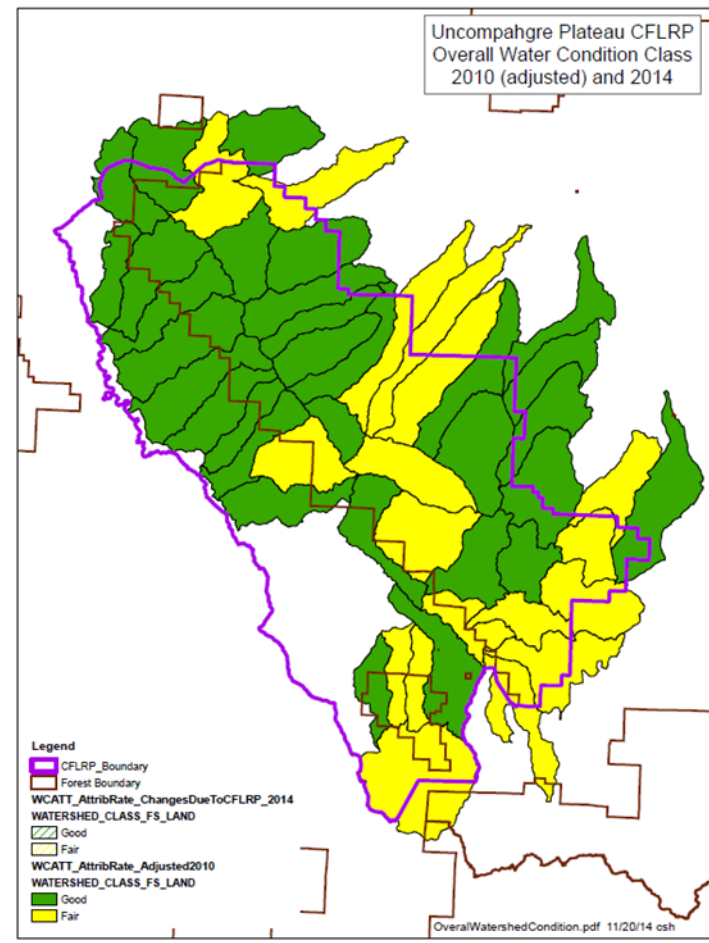 Uncompahgre Plateau CFLRP
Overall Water Condition Class
2010 (adjusted) and 2014
Legend
CFLRP_Boundary
Forest Boundary
WCATT_AttribRate_ChangesDueToCFLRP_2014
WATERSHED_CLASS_FS_LAND
Good
Fair
WCATT_AttribRate_Adjusted2010
WATERSHED_CLASS_FS_LAND
Good
Fair
OveralWatershedCondition.pdf 11/20/14 csh